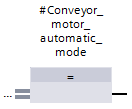 #Conveyor_
motor_
automatic_
mode
=
...